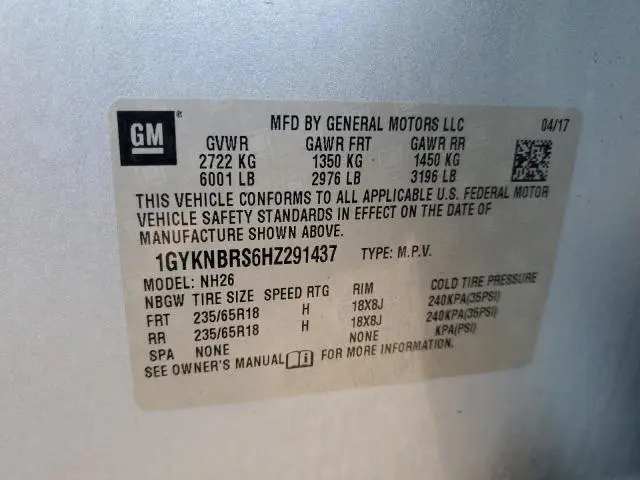 GM ®
MFD BY GENERAL MOTORS LLC 04/17
GVWR GAWR FRT GAWR RR
2722 KG 1350 KG 1450 KG
6001 LB 2976 LB 3196 LB
THIS VEHICLE CONFORMS TO ALL APPLICABLE U.S. FEDERAL MOTOR
VEHICLE SAFETY STANDARDS IN EFFECT ON THE DATE OF
MANUFACTURE SHOWN ABOVE.
1GYKNBRS6HZ291437 TYPE: M.P.V.
MODEL: NH26
NBGW TIRE SIZE SPEED RTG RIM COLD TIRE PRESSURE
FRT 235/65R18 H 18X8J 240KPA(35PSI)
RR 235/65R18 H 18X8J 240KPA(35PSI)
SPA NONE NONE KPA(PSI)
SEE OWNER'S MANUAL i FOR MORE INFORMATION.